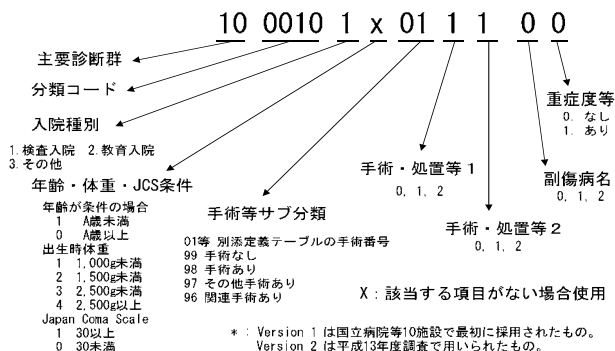 10 0010 1 x 01 1 1 0 0
主要診断群
分類コード
入院種別
1.検査入院 2.教育入院
3.その他
年齢・体重・JCS条件
年齢が条件の場合
1 A歳未満
0 A歳以上
出生時体重
1 1,000g未満
2 1,500g未満
3 2,500g未満
4 2,500g以上
Japan Coma Scale
1 30以上
0 30未満
手術等サブ分類
01等 別添定義テーブルの手術番号
99 手術なし
98 手術あり
97 その他手術あり
96 関連手術あり
手術・処置等1
0, 1, 2
手術・処置等2
0, 1, 2
副傷病名
0, 1, 2
重症度等
0. なし
1. あり
X：該当する項目がない場合使用
*： Version 1 は国立病院等10施設で最初に採用されたもの。
Version 2 は平成13年度調査で用いられたもの。